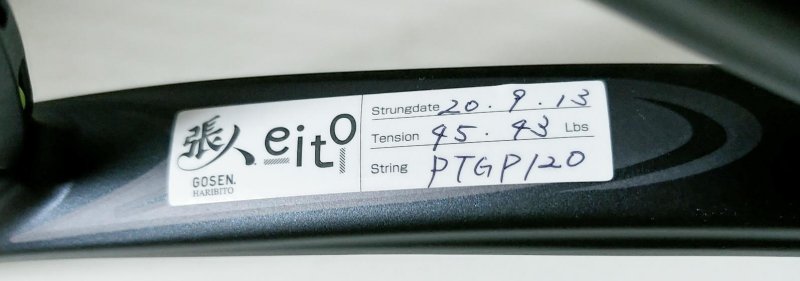 張人
GOSEN.
HARIBITO
eito
Strungdate 20.9.13
Tension 45.43 Lbs
String PTGP120